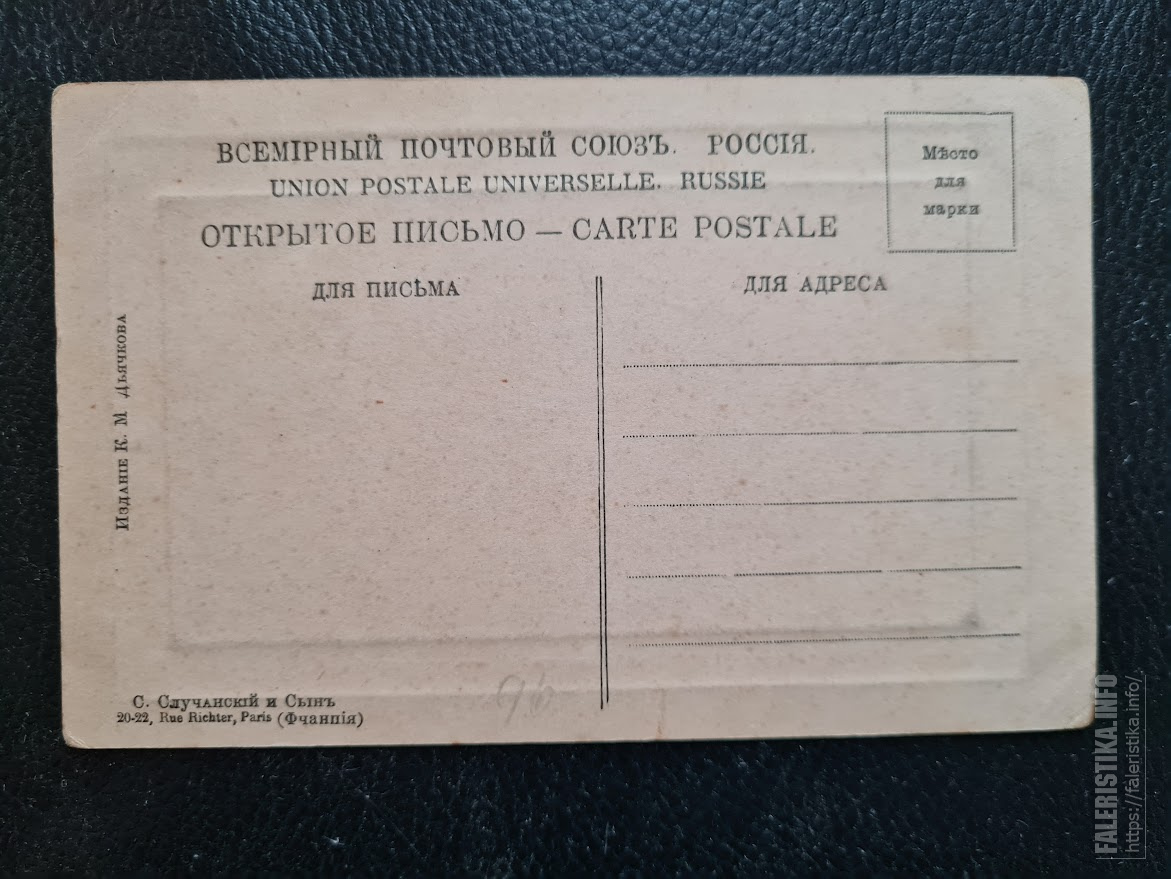 ВСЕМІРНЫЙ ПОЧТОВЫЙ СОЮЗЪ. РОССІЯ.
UNION POSTALE UNIVERSELLE. RUSSIE
ОТКРЫТОЕ ПИСЬМО — CARTE POSTALE
Мѣсто
для
марки
ДЛЯ ПИСЬМА
ДЛЯ АДРЕСА
Изданіе К. М Дьячкова
С. Случанскій и Сынъ
20-22, Rue Richter, Paris (Фчанпія)
FALERISTIKA.INFO
https://faleristika.info/